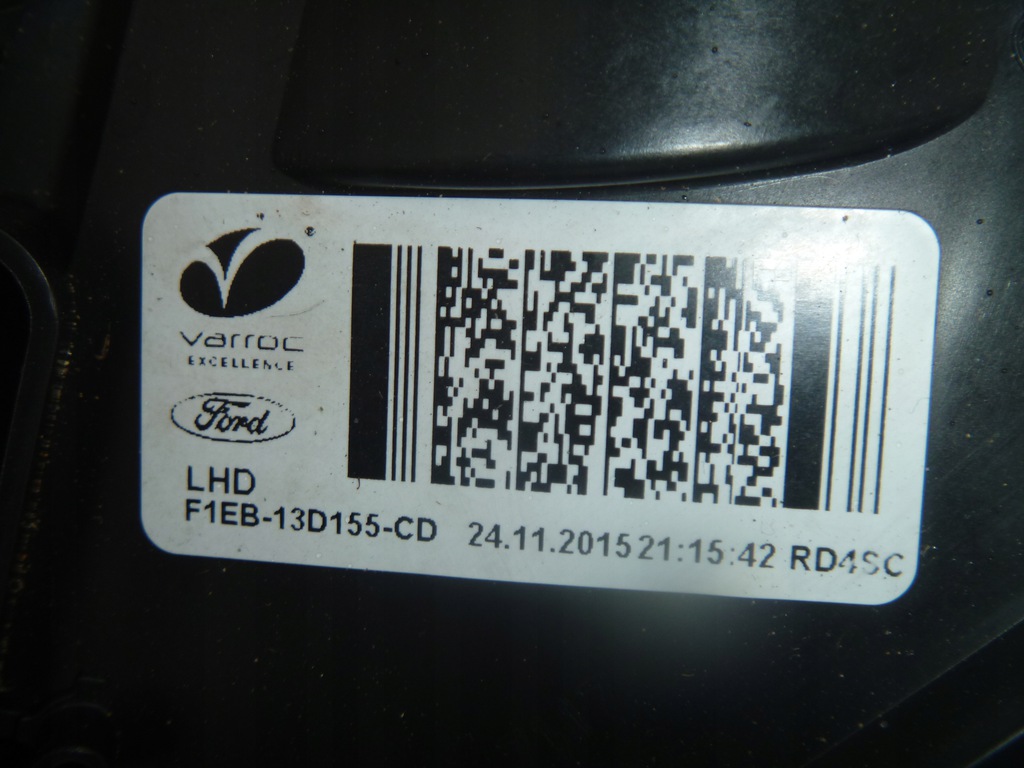 varroc
EXCELLENCE
Ford
LHD
F1EB-13D155-CD 24.11.2015 21:15:42 RD4SC